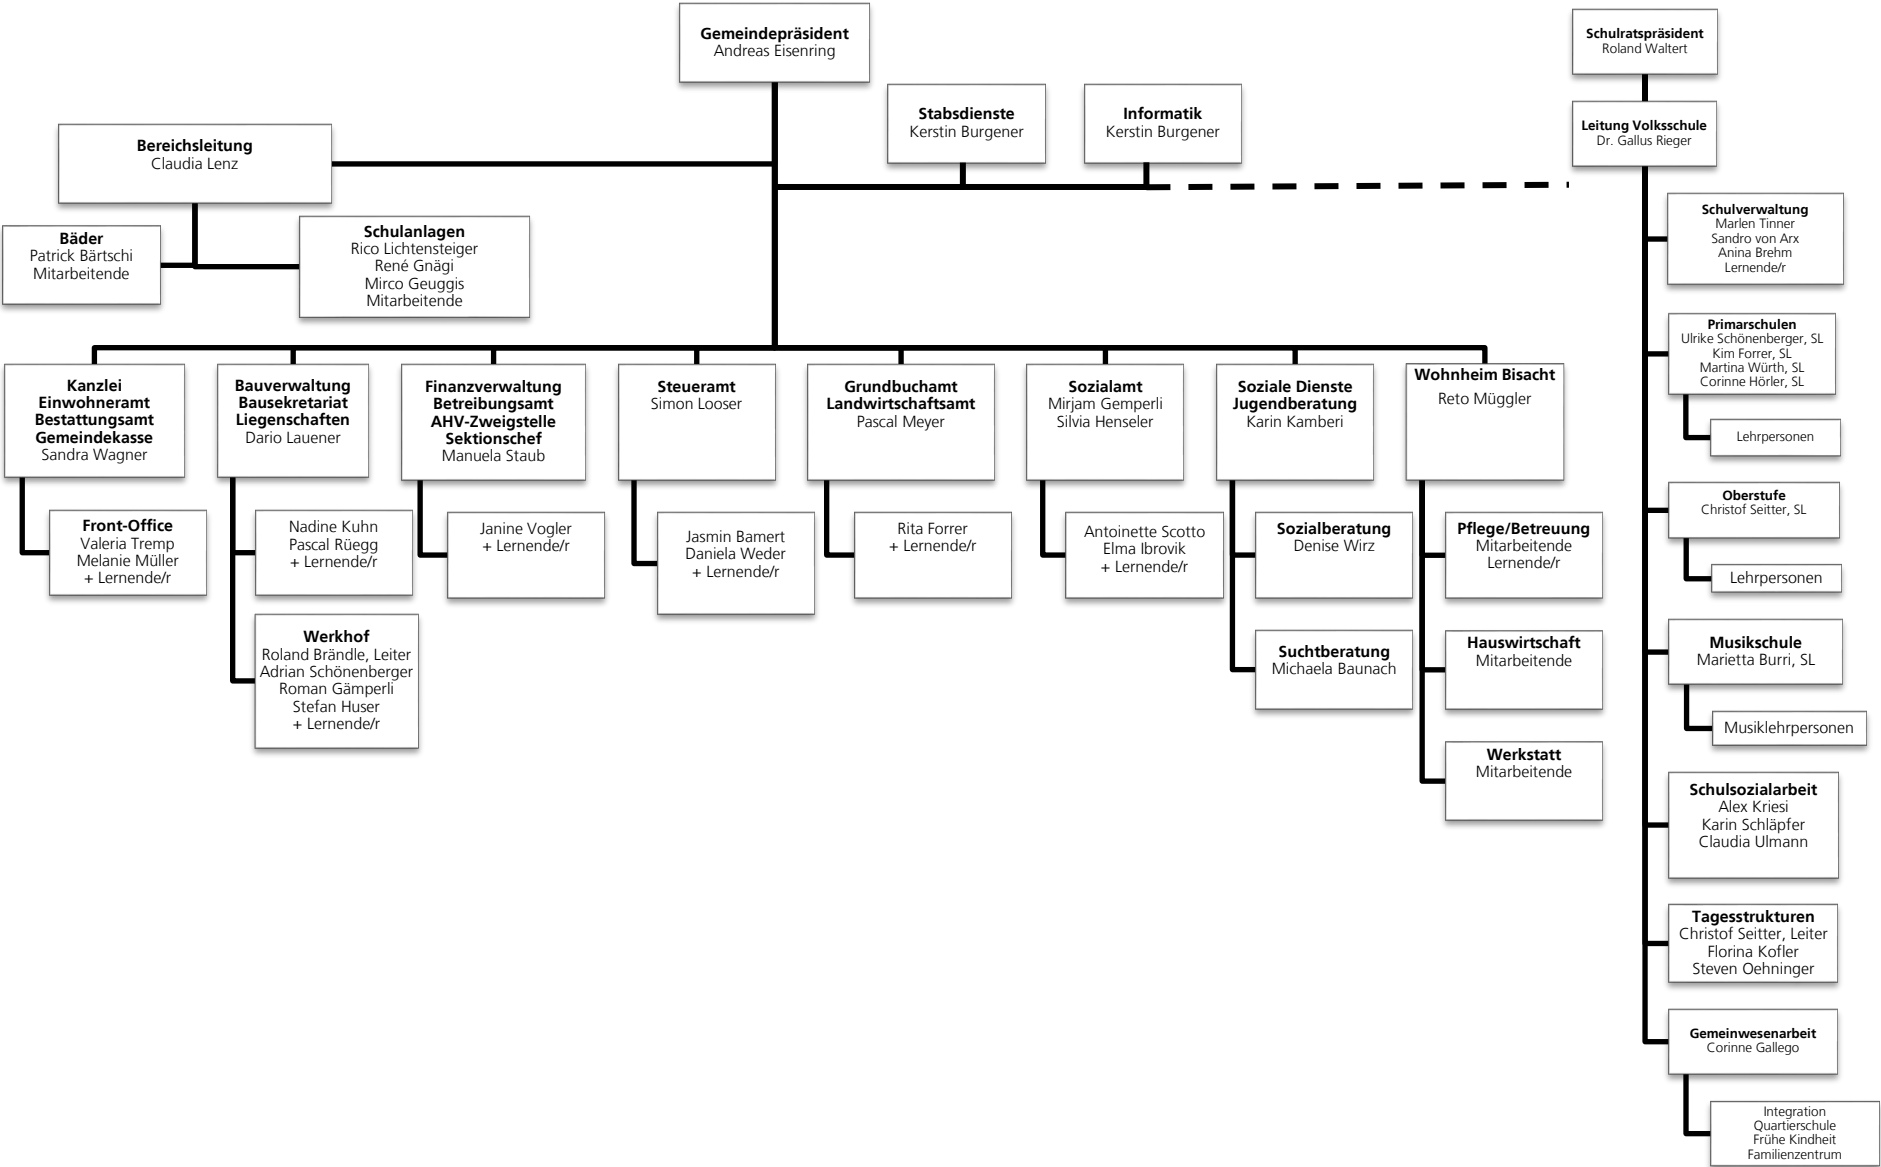 Gemeindepräsident
Andreas Eisenring
Stabsdienste
Kerstin Burgener
Informatik
Kerstin Burgener
Bereichsleitung
Claudia Lenz
Bäder
Patrick Bärtschi
Mitarbeitende
Schulanlagen
Rico Lichtensteiger
René Gnägi
Mirco Geuggis
Mitarbeitende
Kanzlei
Einwohneramt
Bestattungsamt
Gemeindekasse
Sandra Wagner
Front-Office
Valeria Tremp
Melanie Müller
+ Lernende/r
Bauverwaltung
Bausekretariat
Liegenschaften
Dario Lauener
Nadine Kuhn
Pascal Rüegg
+ Lernende/r
Werkhof
Roland Brändle, Leiter
Adrian Schönenberger
Roman Gämperli
Stefan Huser
+ Lernende/r
Finanzverwaltung
Betreibungsamt
AHV-Zweigstelle
Sektionschef
Manuela Staub
Janine Vogler
+ Lernende/r
Steueramt
Simon Looser
Jasmin Bamert
Daniela Weder
+ Lernende/r
Grundbuchamt
Landwirtschaftsamt
Pascal Meyer
Rita Forrer
+ Lernende/r
Sozialamt
Mirjam Gemperli
Silvia Henseler
Antoinette Scotto
Elma Ibrovik
+ Lernende/r
Soziale Dienste
Jugendberatung
Karin Kamberi
Sozialberatung
Denise Wirz
Suchtberatung
Michaela Baunach
Wohnheim Bisacht
Reto Müggler
Pflege/Betreuung
Mitarbeitende
Lernende/r
Hauswirtschaft
Mitarbeitende
Werkstatt
Mitarbeitende
Schulratspräsident
Roland Waltert
Leitung Volksschule
Dr. Gallus Rieger
Schulverwaltung
Marlen Tinner
Sandro von Arx
Anina Brehm
Lernende/r
Primarschulen
Ulrike Schönenberger, SL
Kim Forrer, SL
Martina Würth, SL
Corinne Hörler, SL
Lehrpersonen
Oberstufe
Christof Seitter, SL
Lehrpersonen
Musikschule
Marietta Burri, SL
Musiklehrpersonen
Schulsozialarbeit
Alex Kriesi
Karin Schläpfer
Claudia Ulmann
Tagesstrukturen
Christof Seitter, Leiter
Florina Kofler
Steven Oehninger
Gemeinwesenarbeit
Corinne Gallego
Integration
Quartierschule
Frühe Kindheit
Familienzentrum